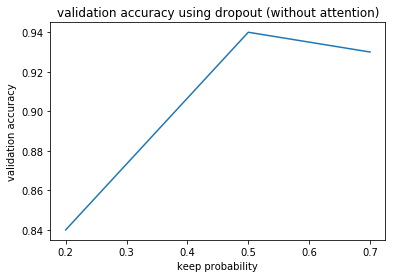 validation accuracy using dropout (without attention)
validation accuracy
0.94
0.92
0.90
0.88
0.86
0.84
0.2 0.3 0.4 0.5 0.6 0.7
keep probability